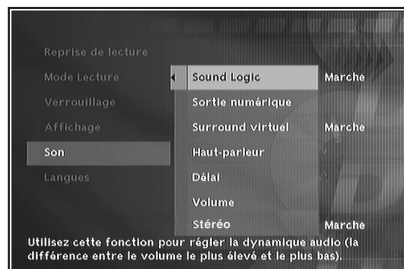 Reprise de lecture
Mode Lecture
Verrouillage
Affichage
Son
Langues
Sound Logic Marche
Sortie numérique
Surround virtuel Marche
Haut-parleur
Délai
Volume
Stéréo Marche
Utilisez cette fonction pour régler la dynamique audio (la
différence entre le volume le plus élevé et le plus bas).